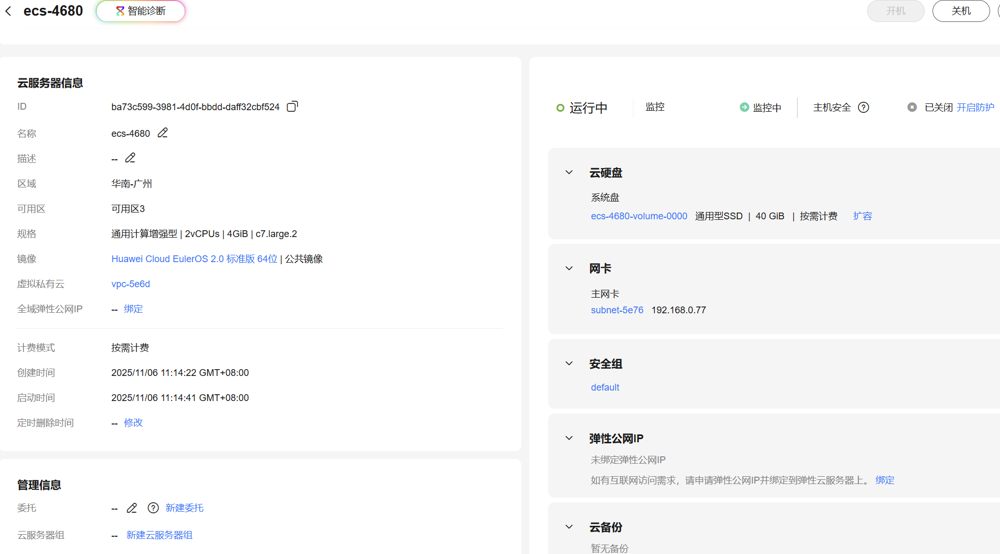 ecs-4680 智能诊断 开机 关机
云服务器信息
ID ba73c599-3981-4d0f-bbdd-daff32cbf524
名称 ecs-4680
描述 --
区域 华南-广州
可用区 可用区3
规格 通用计算增强型 | 2vCPUs | 4GiB | c7.large.2
镜像 Huawei Cloud EulerOS 2.0 标准版 64位 | 公共镜像
虚拟私有云 vpc-5e6d
全域弹性公网IP -- 绑定
计费模式 按需计费
创建时间 2025/11/06 11:14:22 GMT+08:00
启动时间 2025/11/06 11:14:41 GMT+08:00
定时删除时间 -- 修改
管理信息
委托 -- 新建委托
云服务器组 -- 新建云服务器组
运行中 监控 监控中 主机安全 已关闭 开启防护
云硬盘
系统盘
ecs-4680-volume-0000 通用型SSD | 40 GiB | 按需计费 扩容
网卡
主网卡
subnet-5e76 192.168.0.77
安全组
default
弹性公网IP
未绑定弹性公网IP
如有互联网访问需求，请申请弹性公网IP并绑定到弹性云服务器上。 绑定
云备份
暂无备份